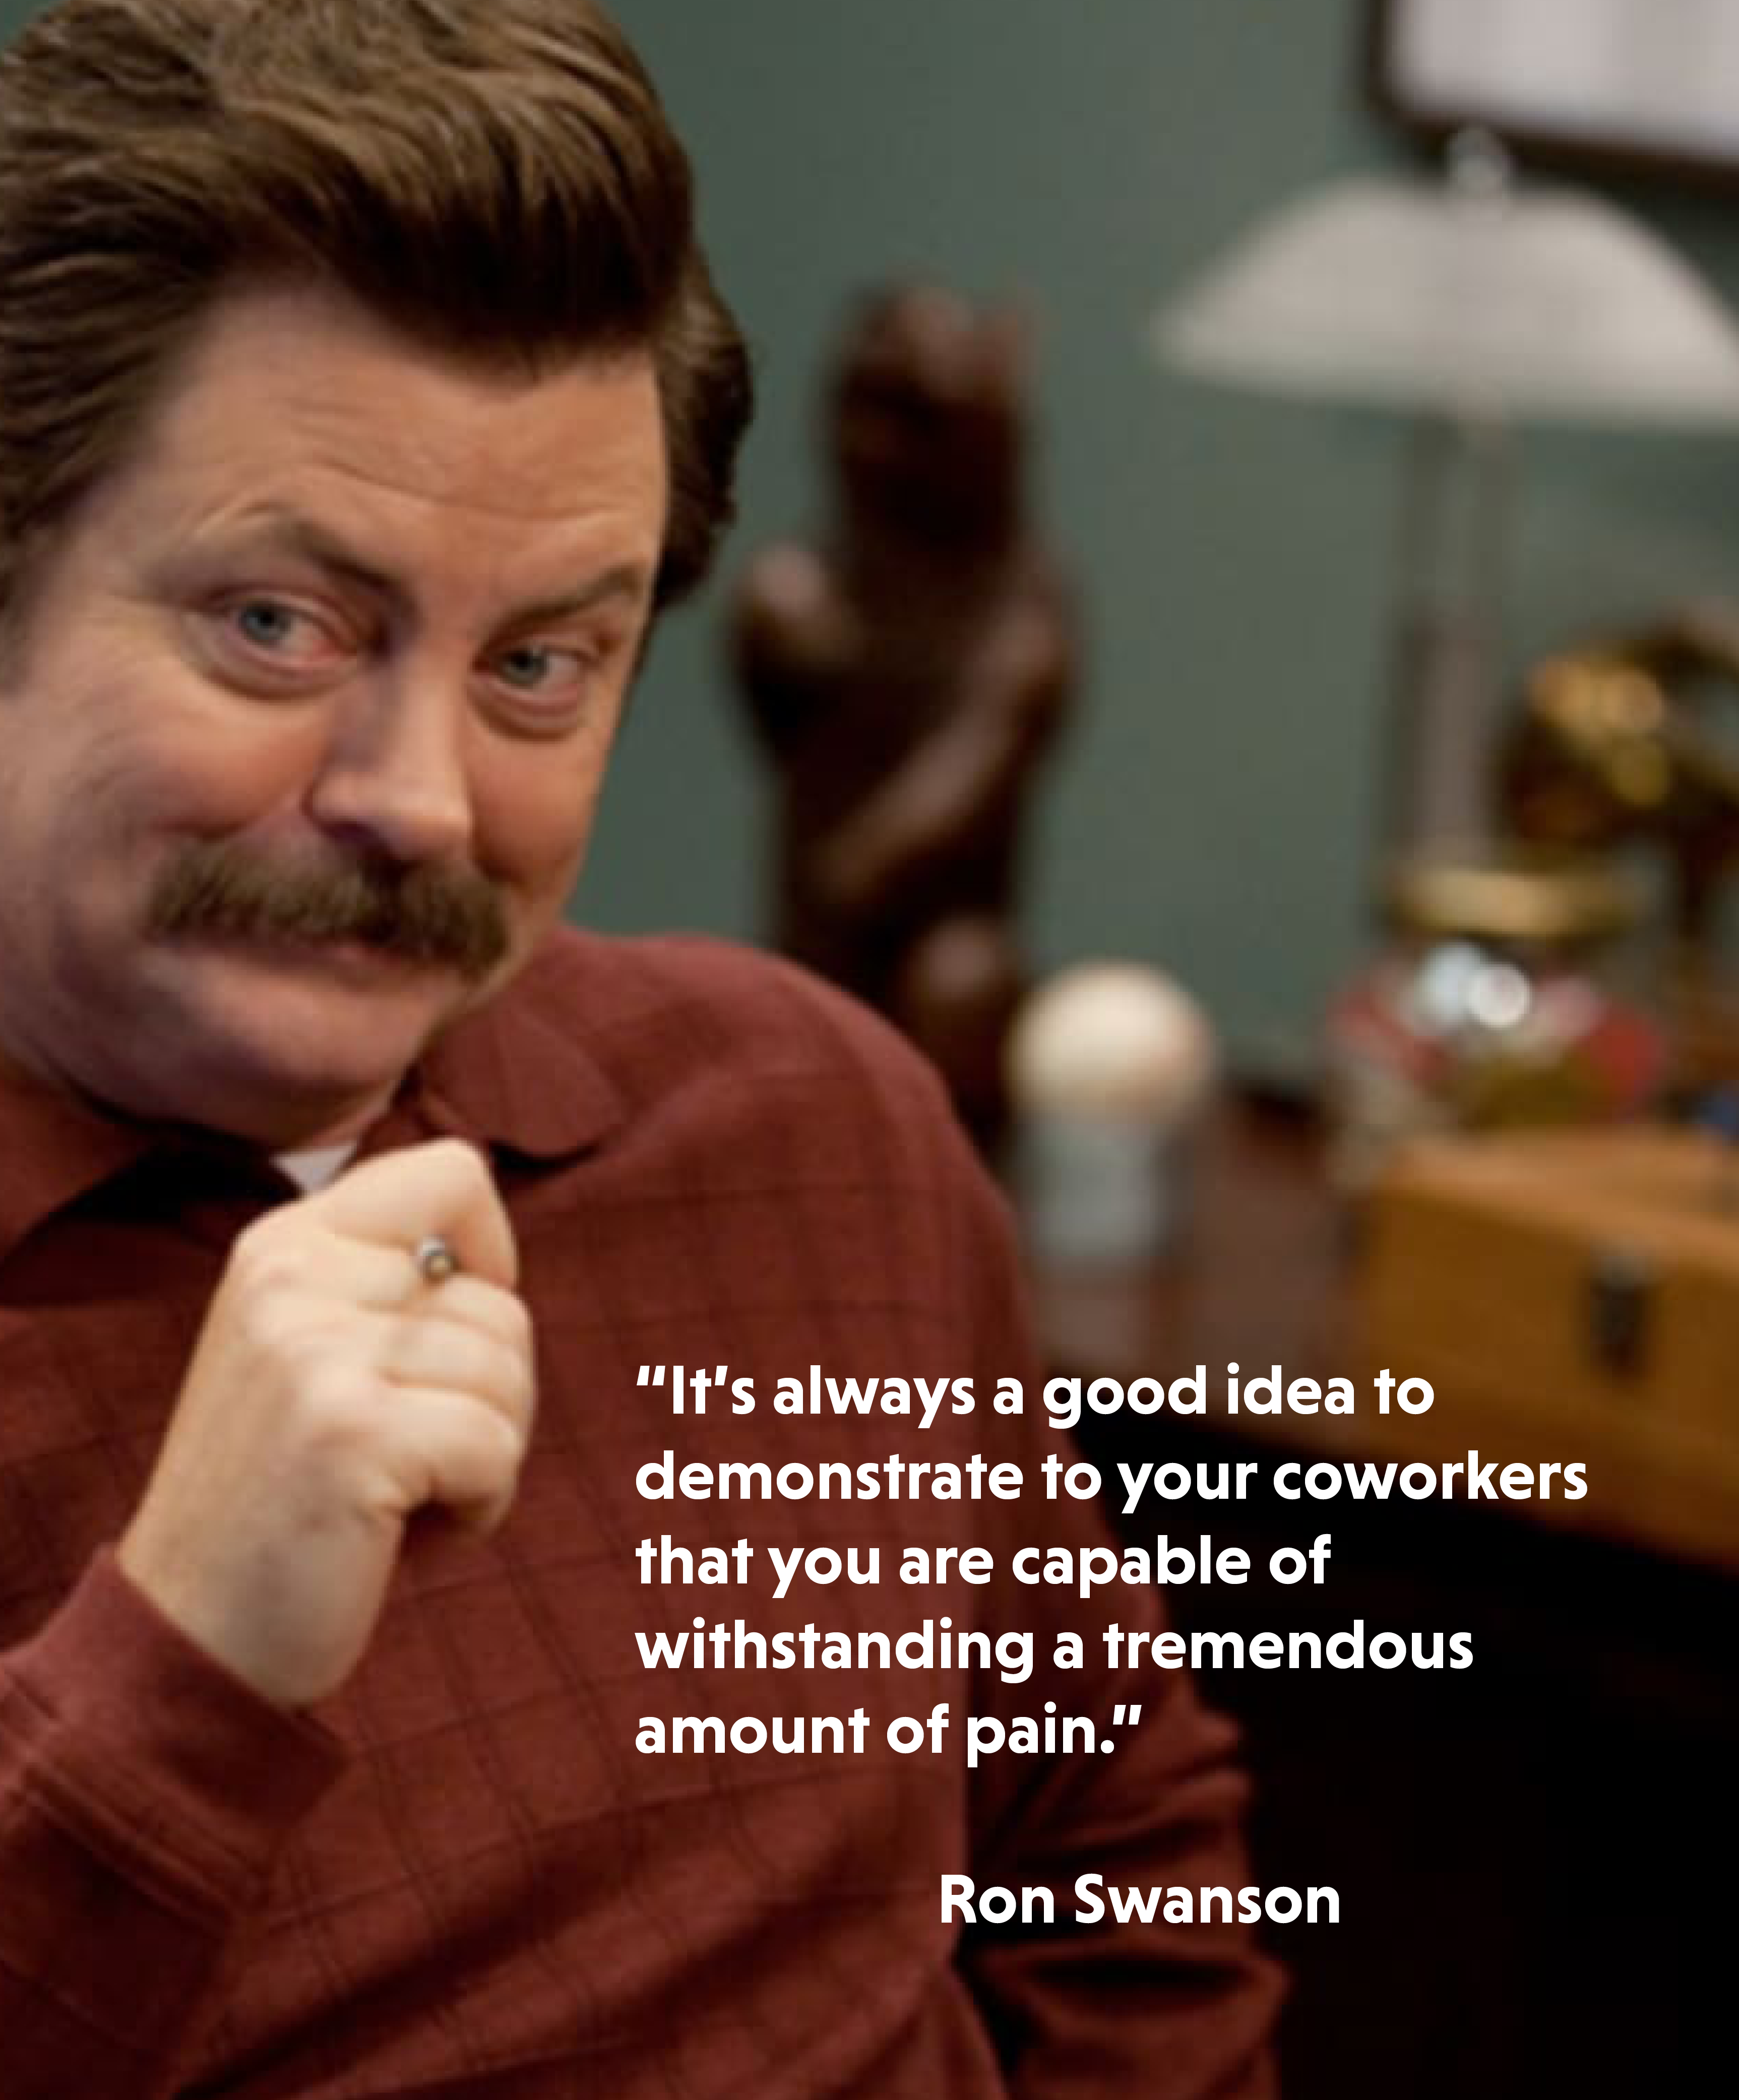 “It’s always a good idea to
demonstrate to your coworkers
that you are capable of
withstanding a tremendous
amount of pain.”
Ron Swanson